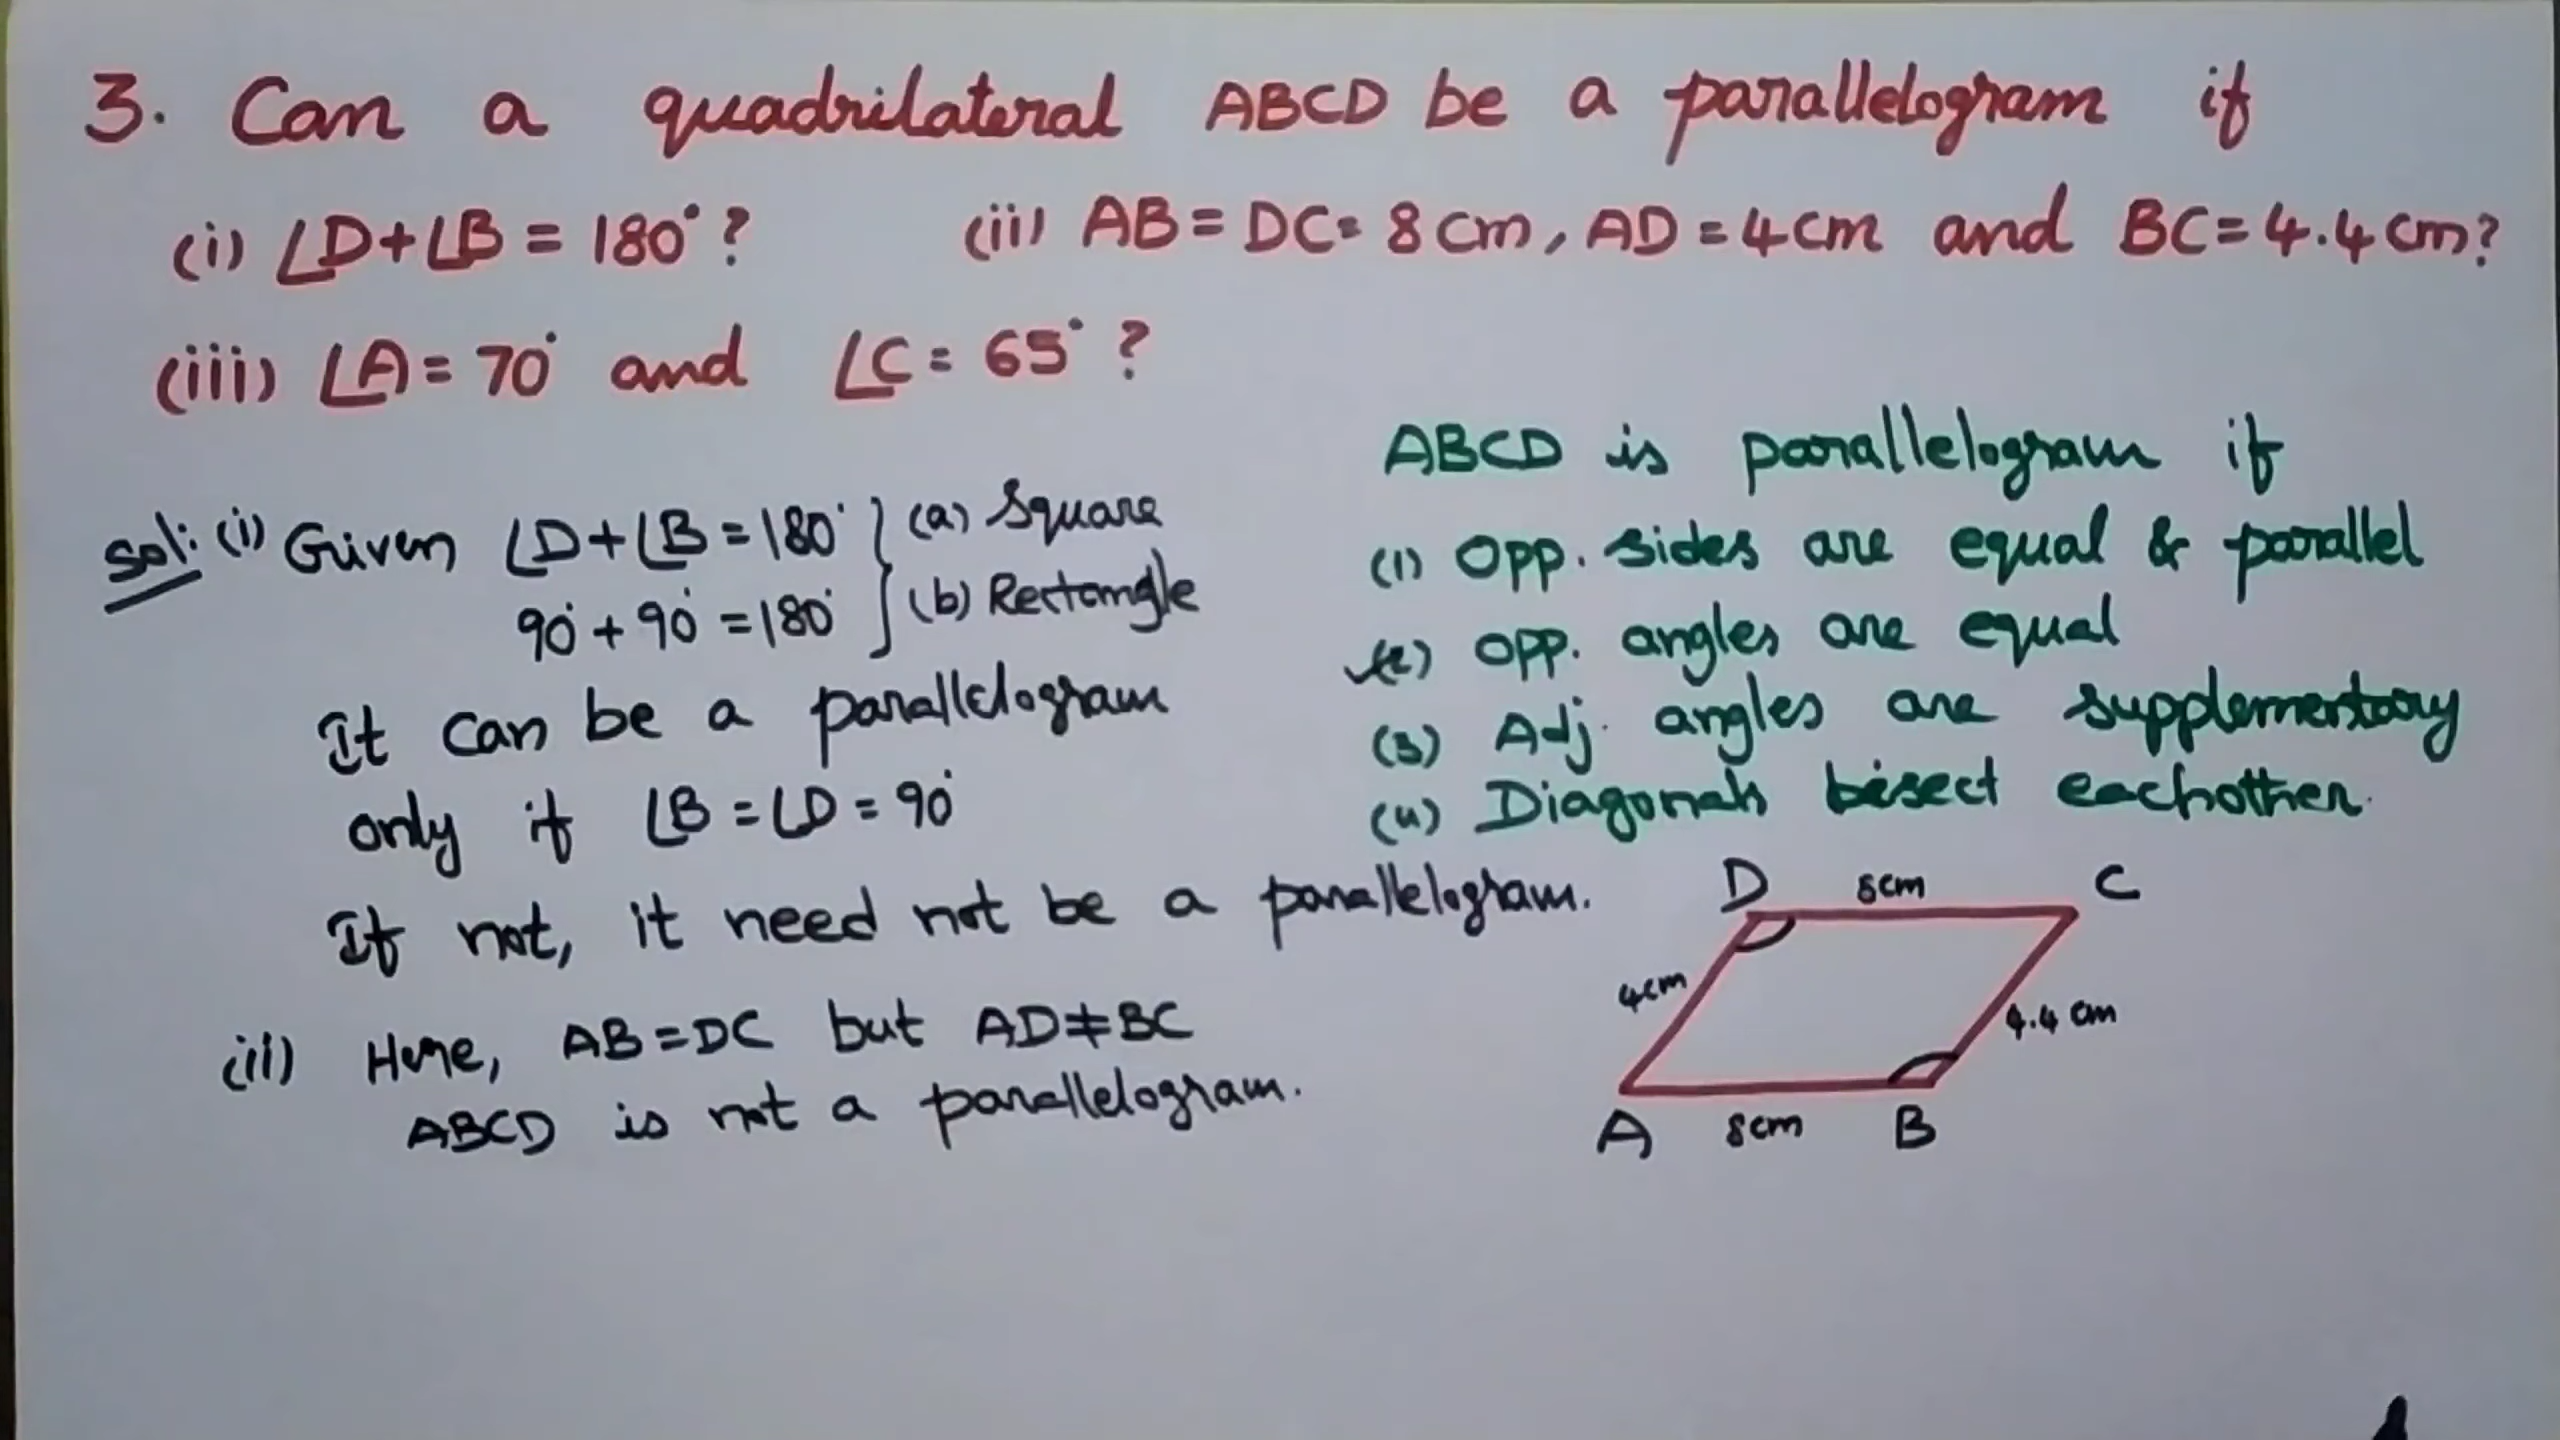 3. Can a quadrilateral ABCD be a parallelogram if
(i) ∠D+∠B = 180°? (ii) AB = DC = 8 cm, AD = 4 cm and BC = 4.4 cm?
(iii) ∠A = 70° and ∠C = 65° ?
ABCD is parallelogram if
(1) Opp. sides are equal & parallel
(2) opp. angles are equal
(3) Adj. angles are supplementary
(4) Diagonals bisect eachother.
Sol: (i) Given ∠D+∠B = 180° } (a) Square
90° + 90° = 180° } (b) Rectangle
It can be a parallelogram
only if ∠B = ∠D = 90°
If not, it need not be a parallelogram.
(ii) Here, AB = DC but AD ≠ BC
ABCD is not a parallelogram.
D 8cm C
4cm
4.4 cm
A 8cm B